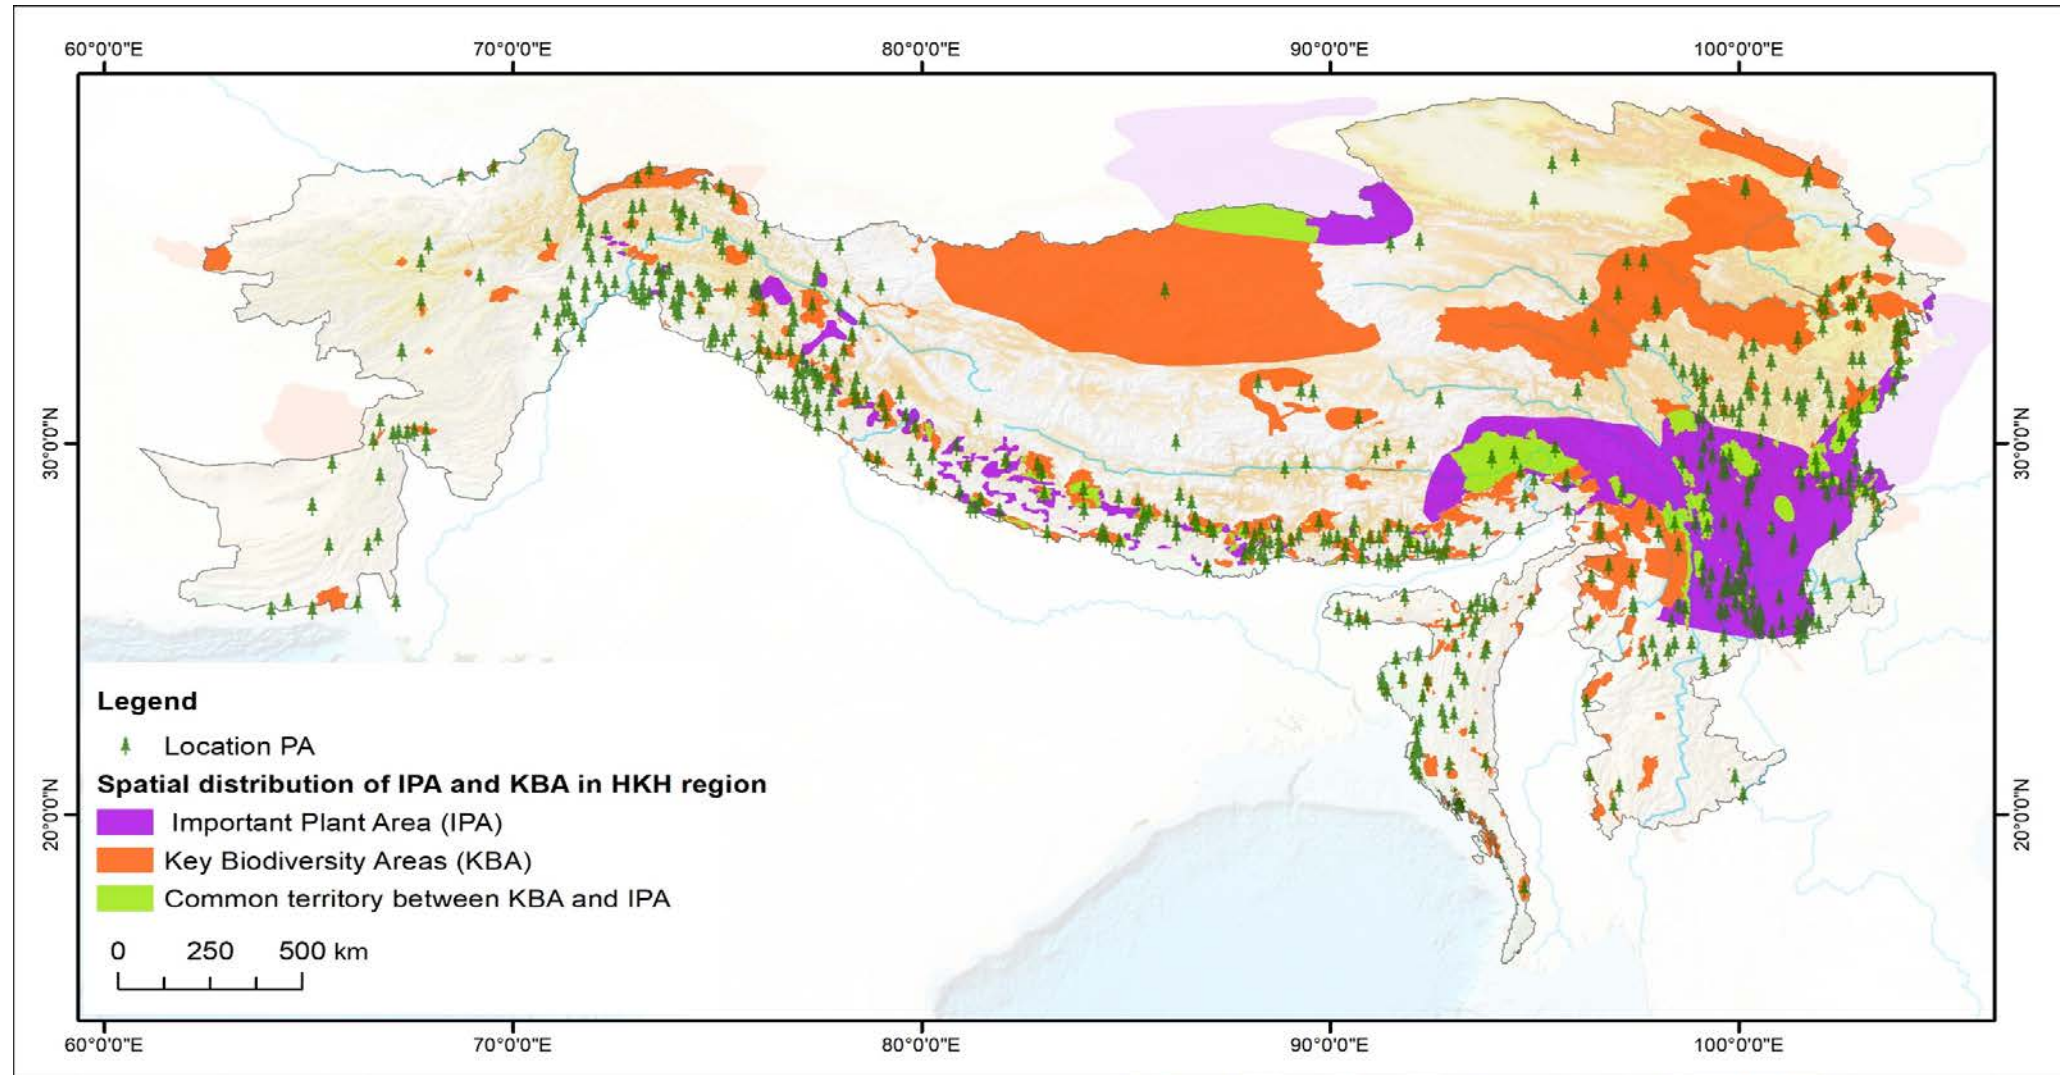 60°0'0"E 70°0'0"E 80°0'0"E 90°0'0"E 100°0'0"E
30°0'0"N 30°0'0"N
20°0'0"N 20°0'0"N
Legend
Location PA
Spatial distribution of IPA and KBA in HKH region
Important Plant Area (IPA)
Key Biodiversity Areas (KBA)
Common territory between KBA and IPA
0 250 500 km
60°0'0"E 70°0'0"E 80°0'0"E 90°0'0"E 100°0'0"E